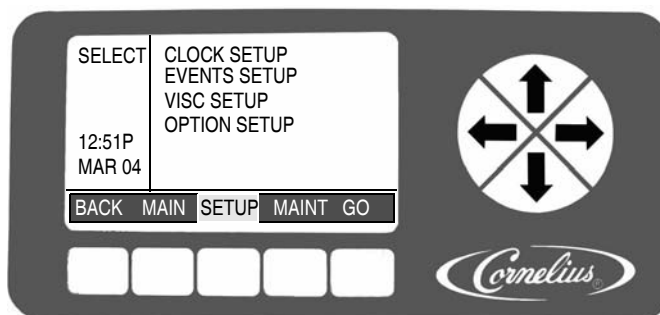 SELECT
12:51P
MAR 04
CLOCK SETUP
EVENTS SETUP
VISC SETUP
OPTION SETUP
BACK MAIN SETUP MAINT GO
Cornelius®